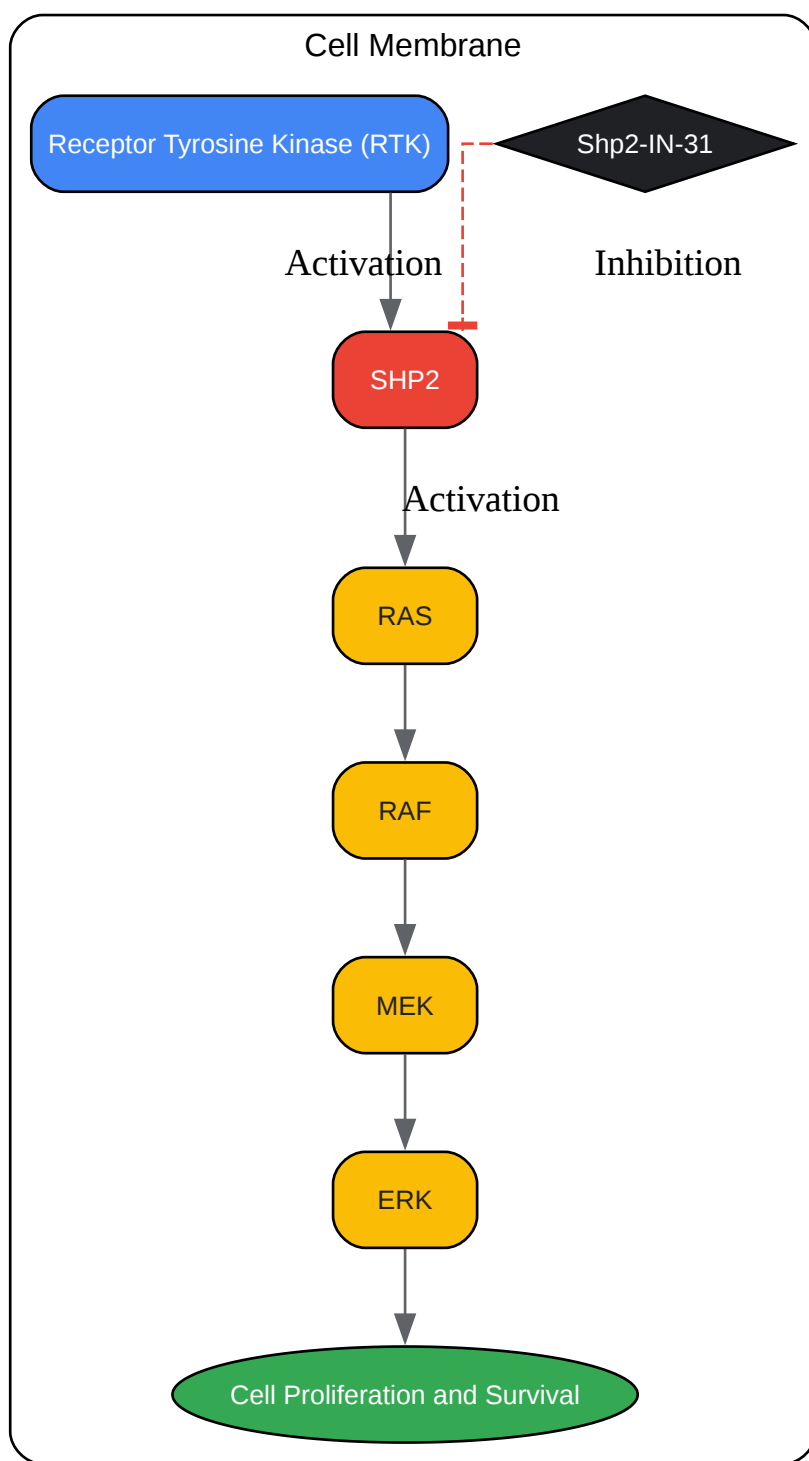 Cell Membrane
Receptor Tyrosine Kinase (RTK)
Shp2-IN-31
Activation
Inhibition
SHP2
Activation
RAS
RAF
MEK
ERK
Cell Proliferation and Survival